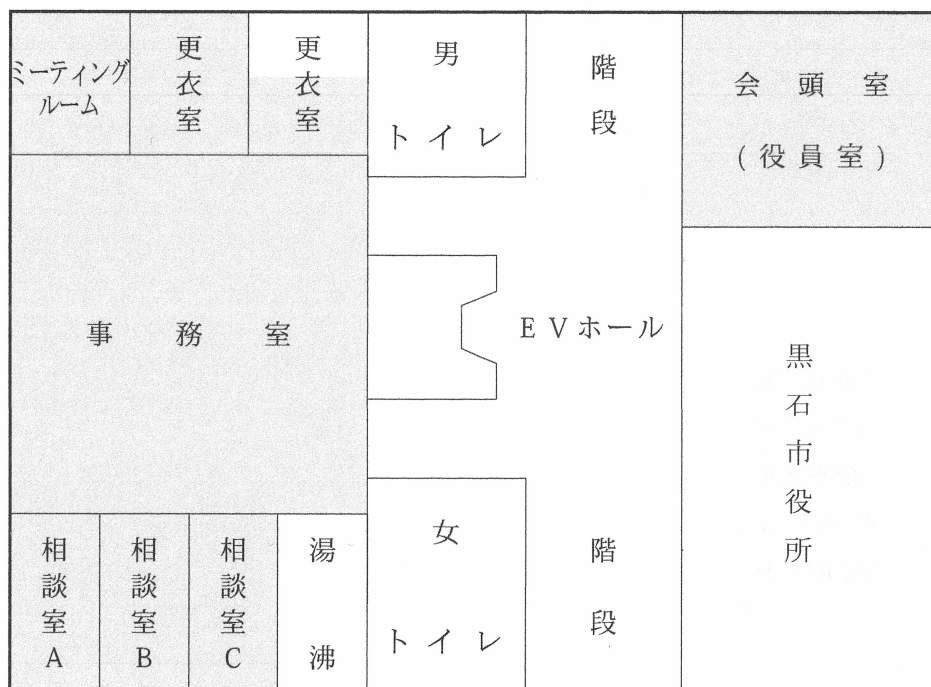 ミーティング
ルーム
更衣室
更衣室
男
トイレ
階段
会頭室
(役員室)
事務室
EVホール
黒石市役所
相談室A
相談室B
相談室C
湯沸
女
トイレ
階段